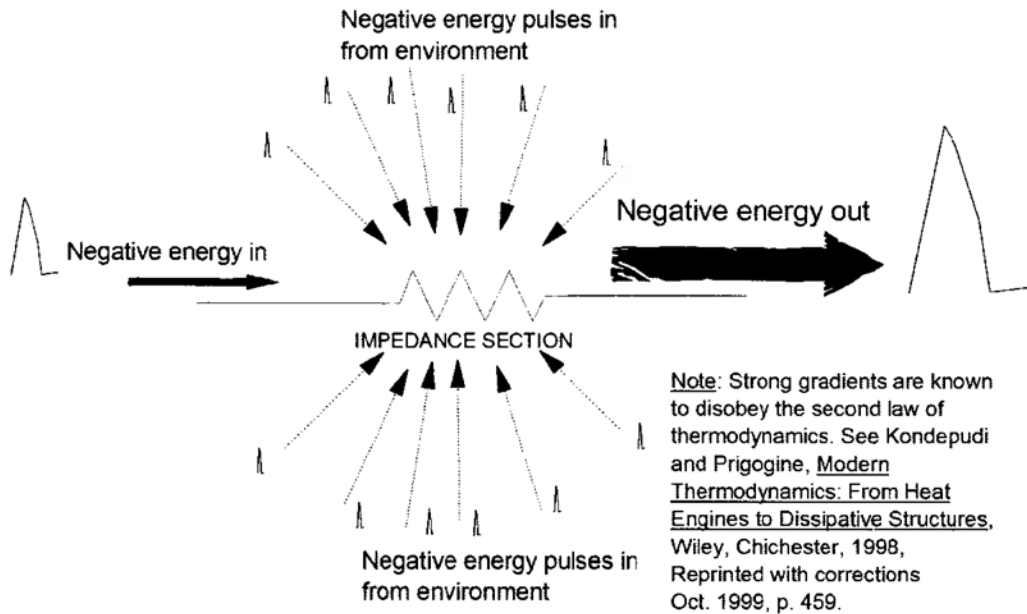 Negative energy pulses in
from environment
Negative energy in
Negative energy out
IMPEDANCE SECTION
Negative energy pulses in
from environment
Note: Strong gradients are known
to disobey the second law of
thermodynamics. See Kondepudi
and Prigogine, Modern
Thermodynamics: From Heat
Engines to Dissipative Structures,
Wiley, Chichester, 1998,
Reprinted with corrections
Oct. 1999, p. 459.